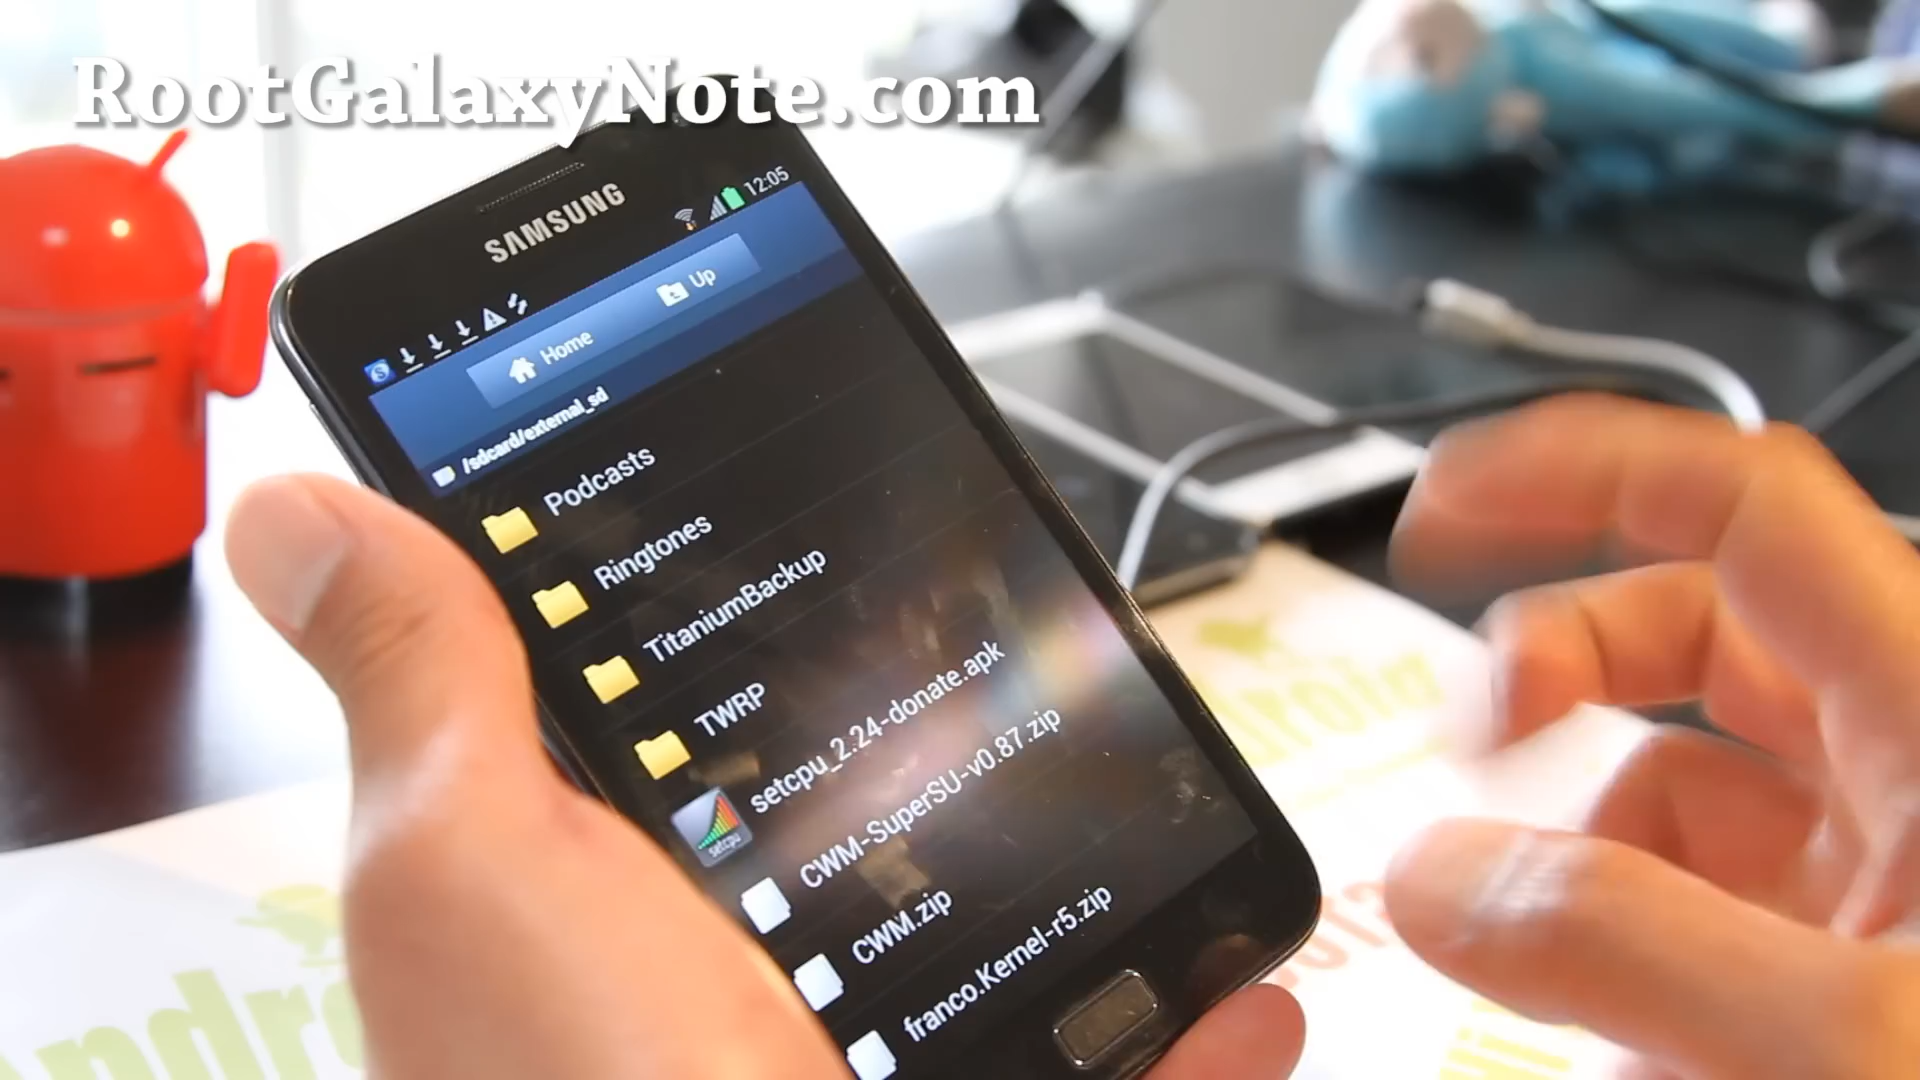 RootGalaxyNote.com
SAMSUNG
12:05
Home
Up
/sdcard/external_sd
Podcasts
Ringtones
TitaniumBackup
TWRP
setcpu_2.24-donate.apk
setcpu
CWM-SuperSU-v0.87.zip
CWM.zip
franco.Kernel-r5.zip